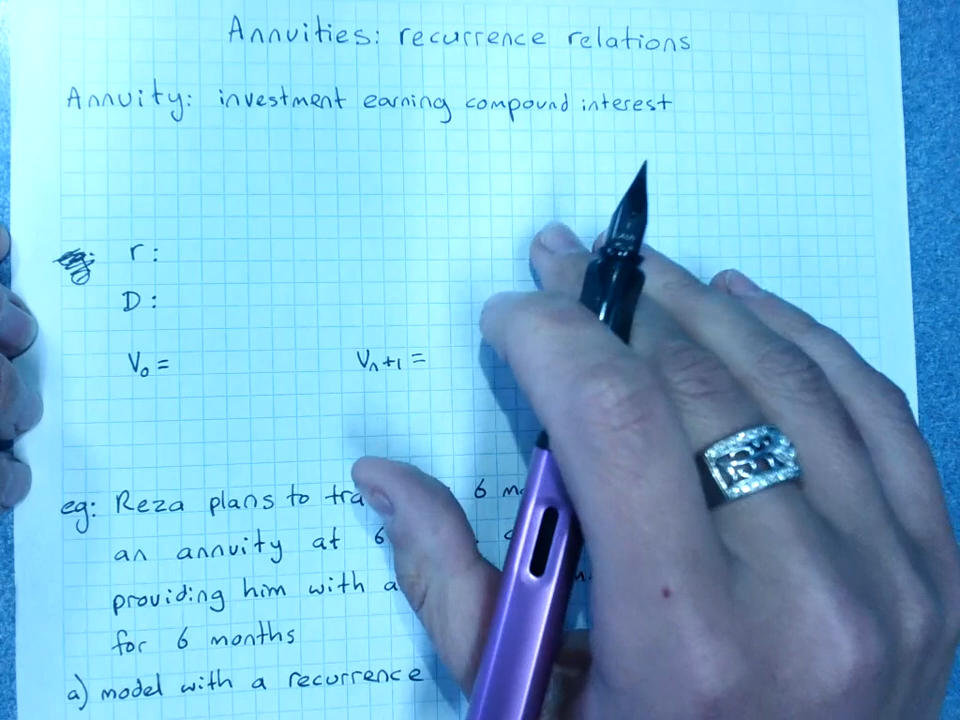 Annuities: recurrence relations
Annuity: investment earning compound interest
r:
D:
V₀ = Vₙ₊₁ =
eg: Reza plans to tra 6 mo
an annuity at 6
providing him with a
for 6 months
a) model with a recurrence